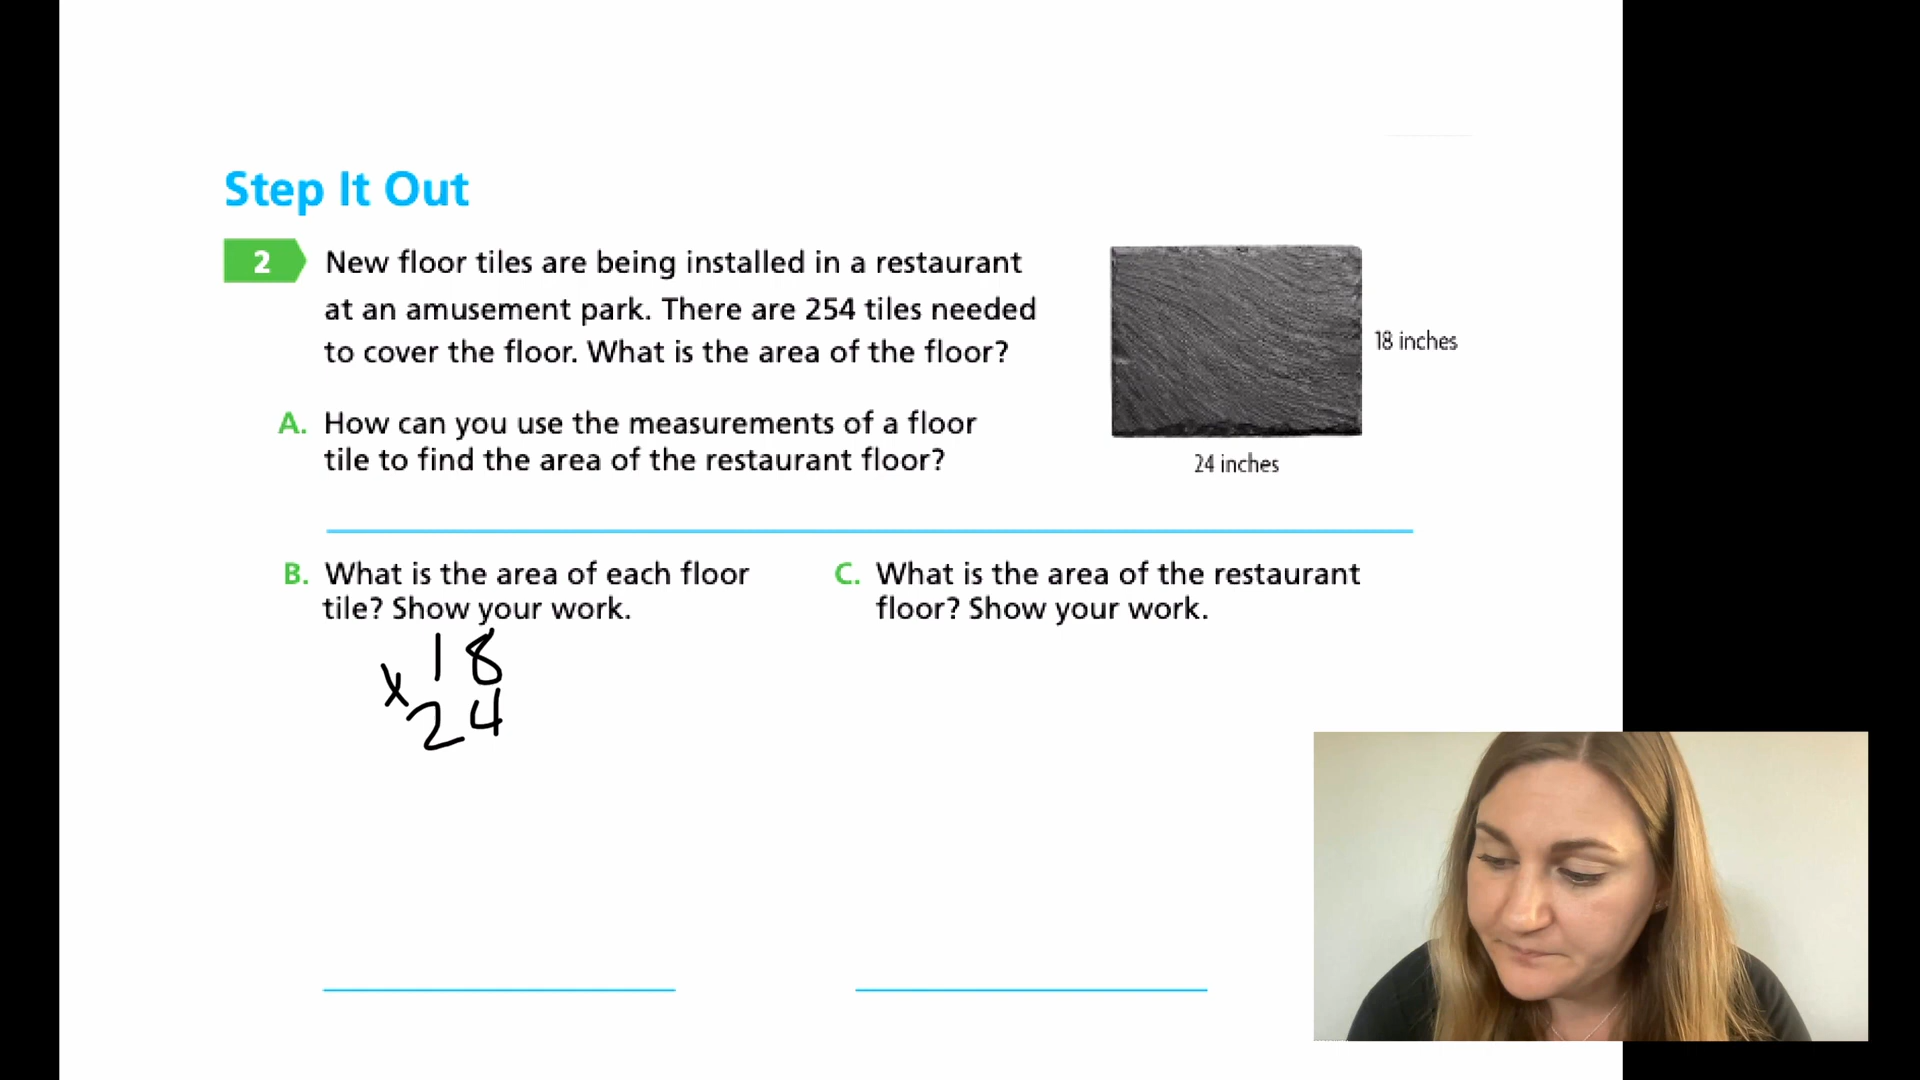 Step It Out
2 New floor tiles are being installed in a restaurant
at an amusement park. There are 254 tiles needed
to cover the floor. What is the area of the floor?
18 inches
24 inches
A. How can you use the measurements of a floor
tile to find the area of the restaurant floor?
B. What is the area of each floor
tile? Show your work.
18
x 24
C. What is the area of the restaurant
floor? Show your work.